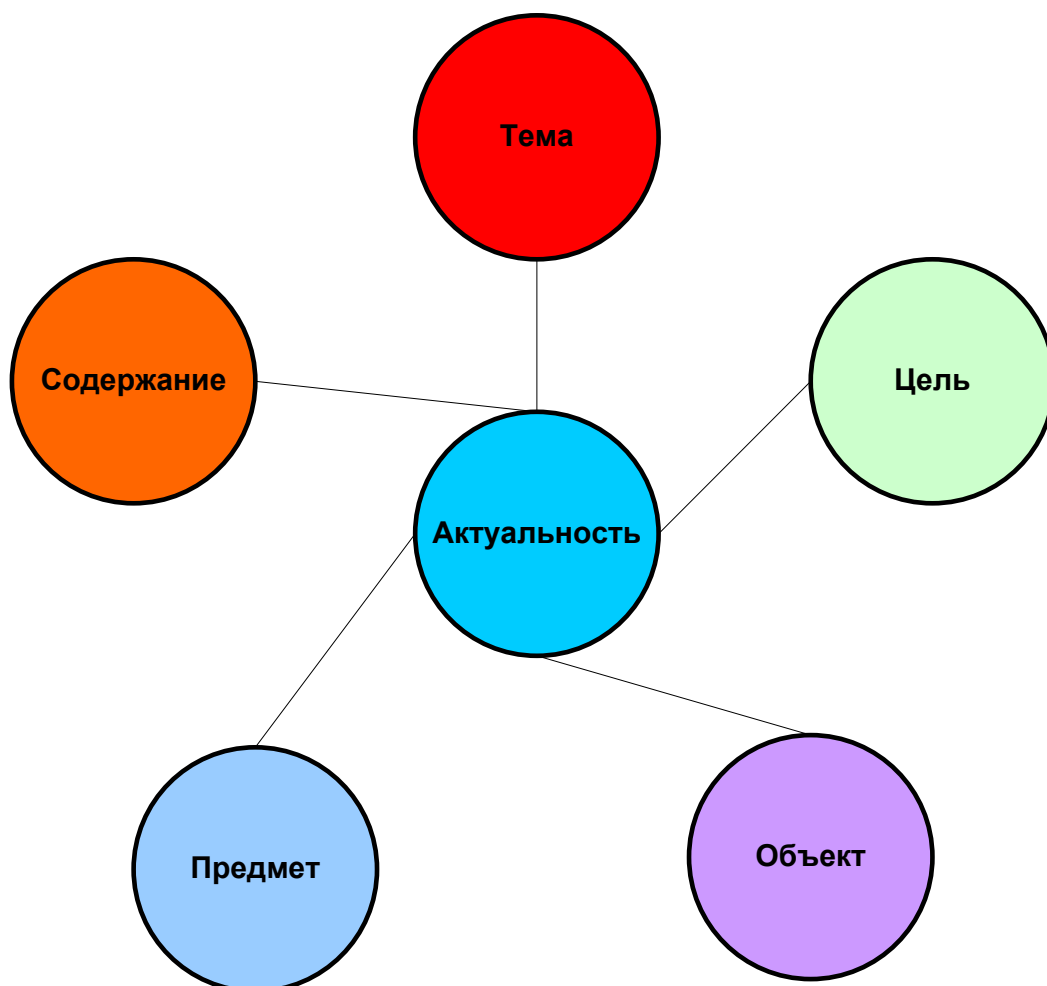 Тема
Содержание
Цель
Актуальность
Предмет
Объект